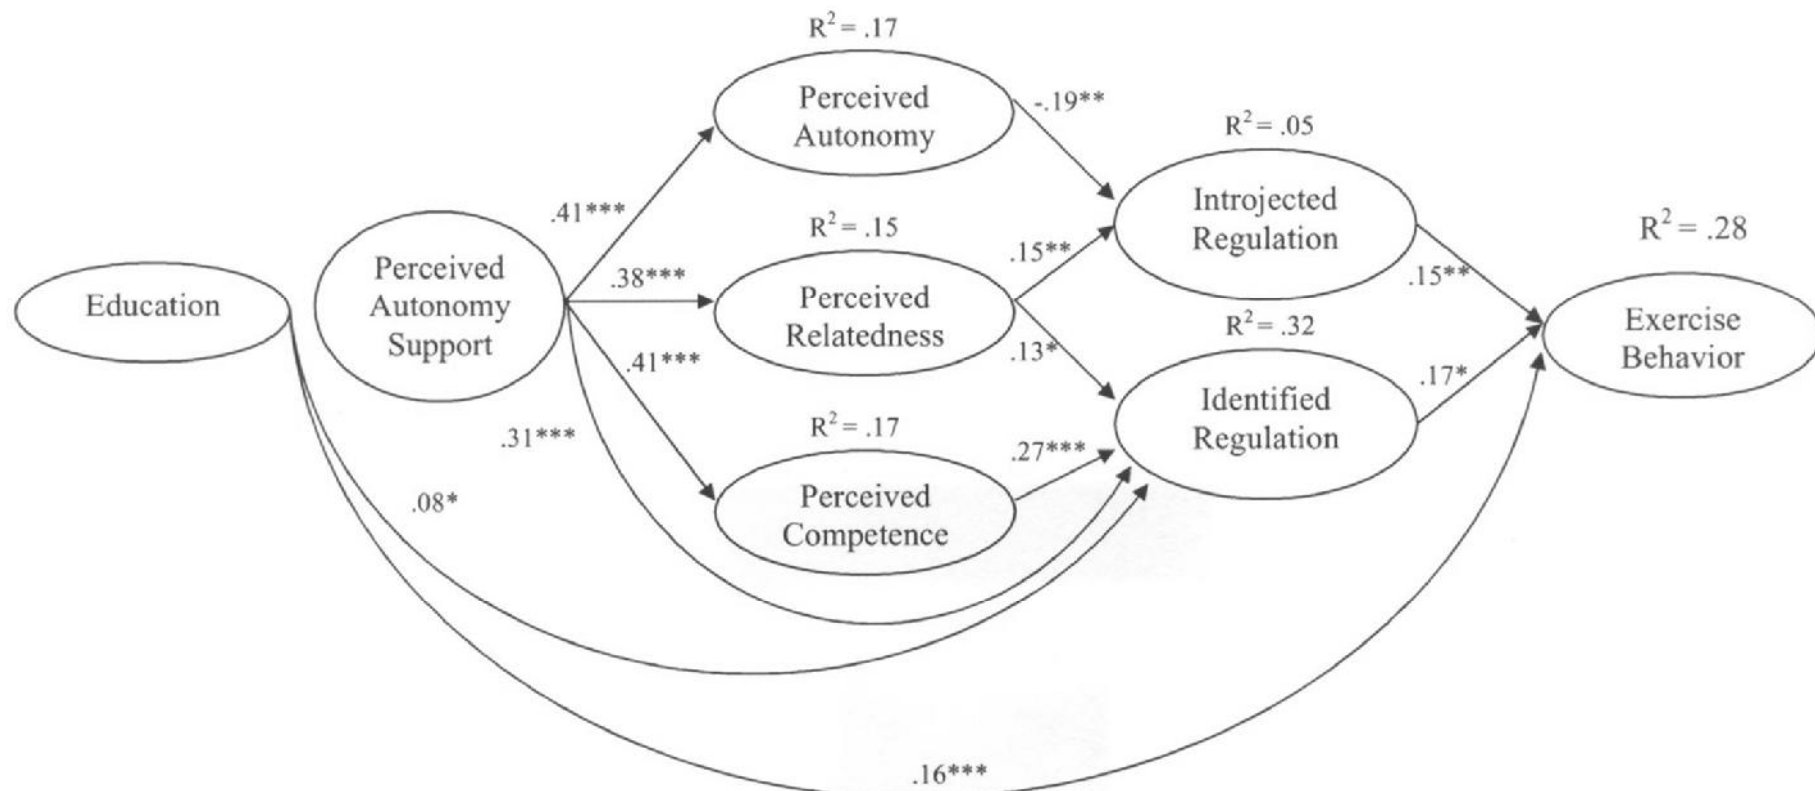 R² = .17
Perceived
Autonomy
-.19**
R² = .05
Introjected
Regulation
.41***
R² = .15
R² = .28
Perceived
Autonomy
Support
.38***
Perceived
Relatedness
.15**
.15**
Education
Exercise
Behavior
R² = .32
.13*
.41***
.17*
Identified
Regulation
.31***
R² = .17
.27***
Perceived
Competence
.08*
.16***